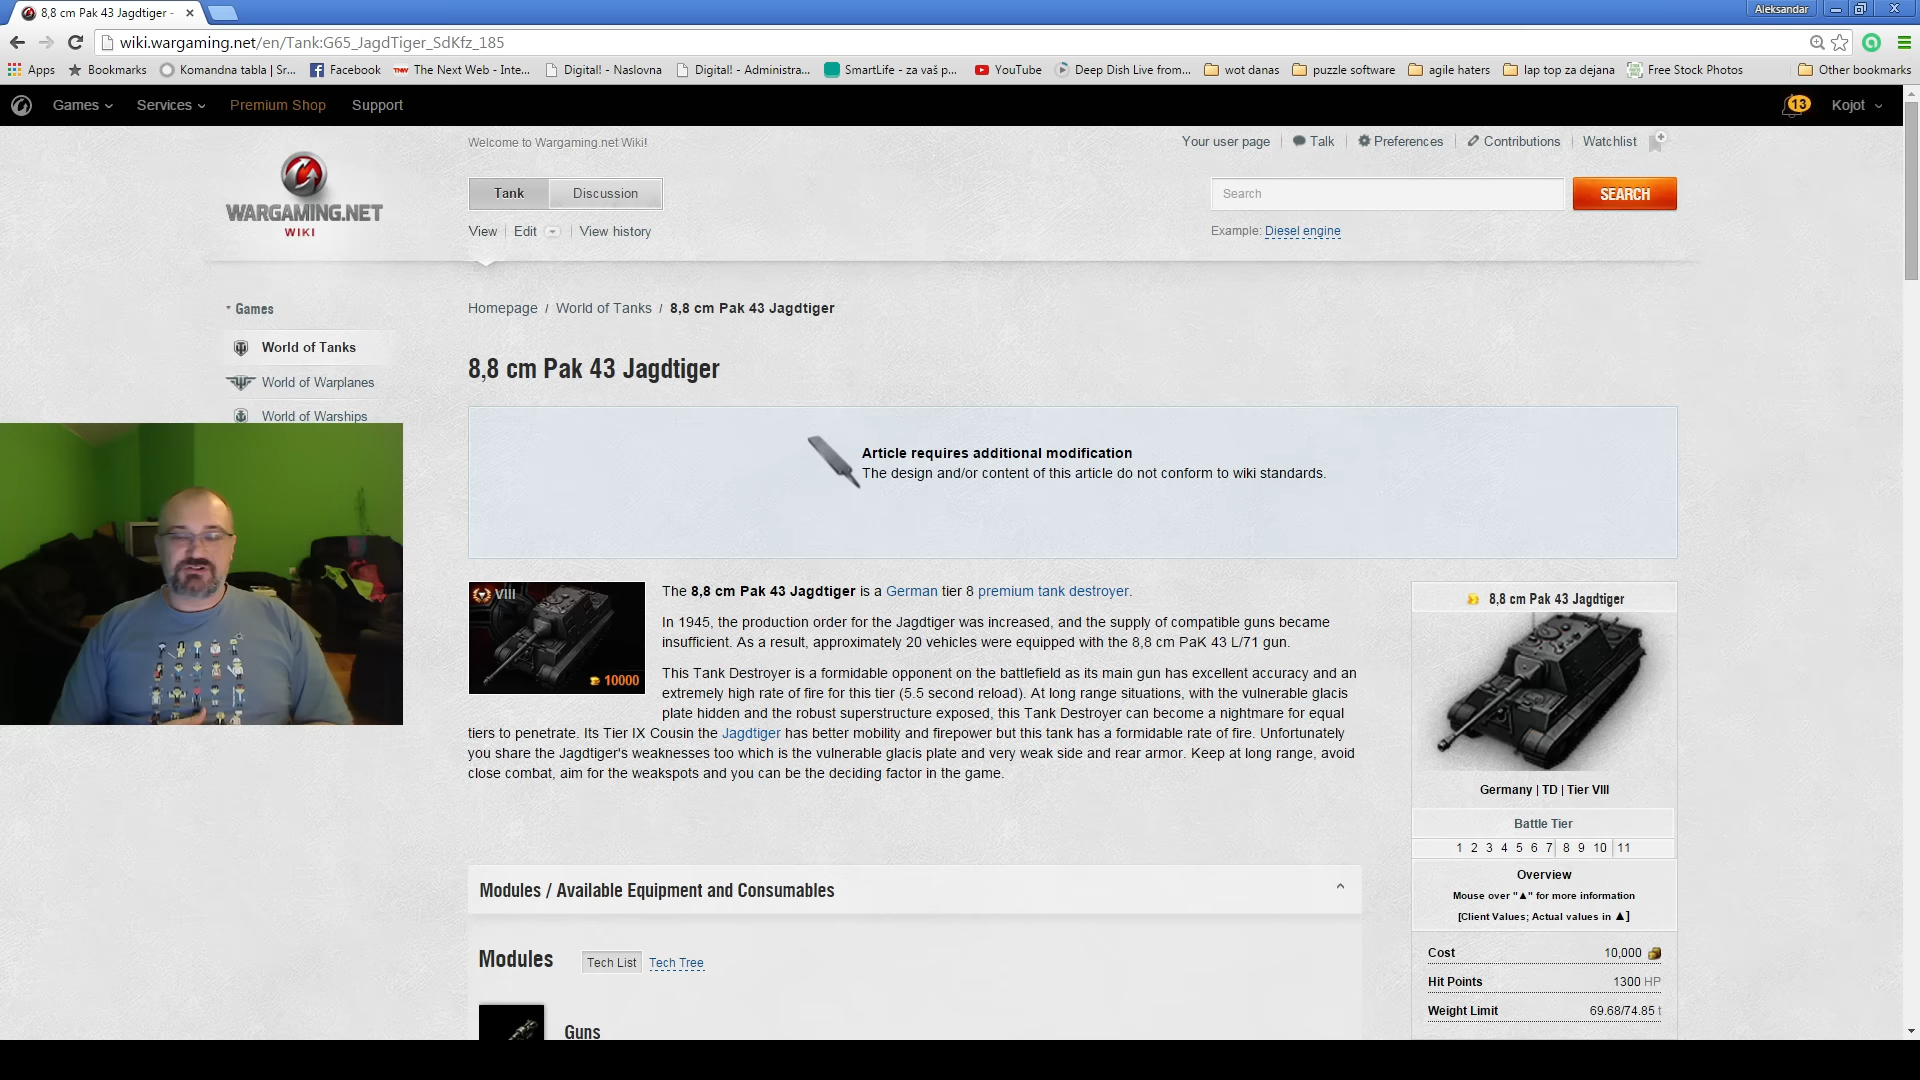 8,8 cm Pak 43 Jagdtiger -
Aleksandar
wiki.wargaming.net/en/Tank:G65_JagdTiger_SdKfz_185
Apps
Bookmarks
Komandna tabla | Sr...
Facebook
The Next Web - Inte...
Digital! - Naslovna
Digital! - Administra...
SmartLife - za vaš p...
YouTube
Deep Dish Live from...
wot danas
puzzle software
agile haters
lap top za dejana
Free Stock Photos
Other bookmarks
Games
Services
Premium Shop
Support
13
Kojot
Welcome to Wargaming.net Wiki!
Your user page
Talk
Preferences
Contributions
Watchlist
WARGAMING.NET
WIKI
Tank
Discussion
Search
SEARCH
View
Edit
View history
Example: Diesel engine
Games
World of Tanks
World of Warplanes
World of Warships
Homepage / World of Tanks / 8,8 cm Pak 43 Jagdtiger
8,8 cm Pak 43 Jagdtiger
Article requires additional modification
The design and/or content of this article do not conform to wiki standards.
VIII
10000
The 8,8 cm Pak 43 Jagdtiger is a German tier 8 premium tank destroyer.
In 1945, the production order for the Jagdtiger was increased, and the supply of compatible guns became
insufficient. As a result, approximately 20 vehicles were equipped with the 8,8 cm PaK 43 L/71 gun.
This Tank Destroyer is a formidable opponent on the battlefield as its main gun has excellent accuracy and an
extremely high rate of fire for this tier (5.5 second reload). At long range situations, with the vulnerable glacis
plate hidden and the robust superstructure exposed, this Tank Destroyer can become a nightmare for equal
tiers to penetrate. Its Tier IX Cousin the Jagdtiger has better mobility and firepower but this tank has a formidable rate of fire. Unfortunately
you share the Jagdtiger's weaknesses too which is the vulnerable glacis plate and very weak side and rear armor. Keep at long range, avoid
close combat, aim for the weakspots and you can be the deciding factor in the game.
8,8 cm Pak 43 Jagdtiger
Germany | TD | Tier VIII
Battle Tier
1 2 3 4 5 6 7 8 9 10 11
Overview
Mouse over "▲" for more information
[Client Values; Actual values in ▲]
Cost 10,000
Hit Points 1300 HP
Weight Limit 69.68/74.85 t
Modules / Available Equipment and Consumables
Modules
Tech List
Tech Tree
Guns